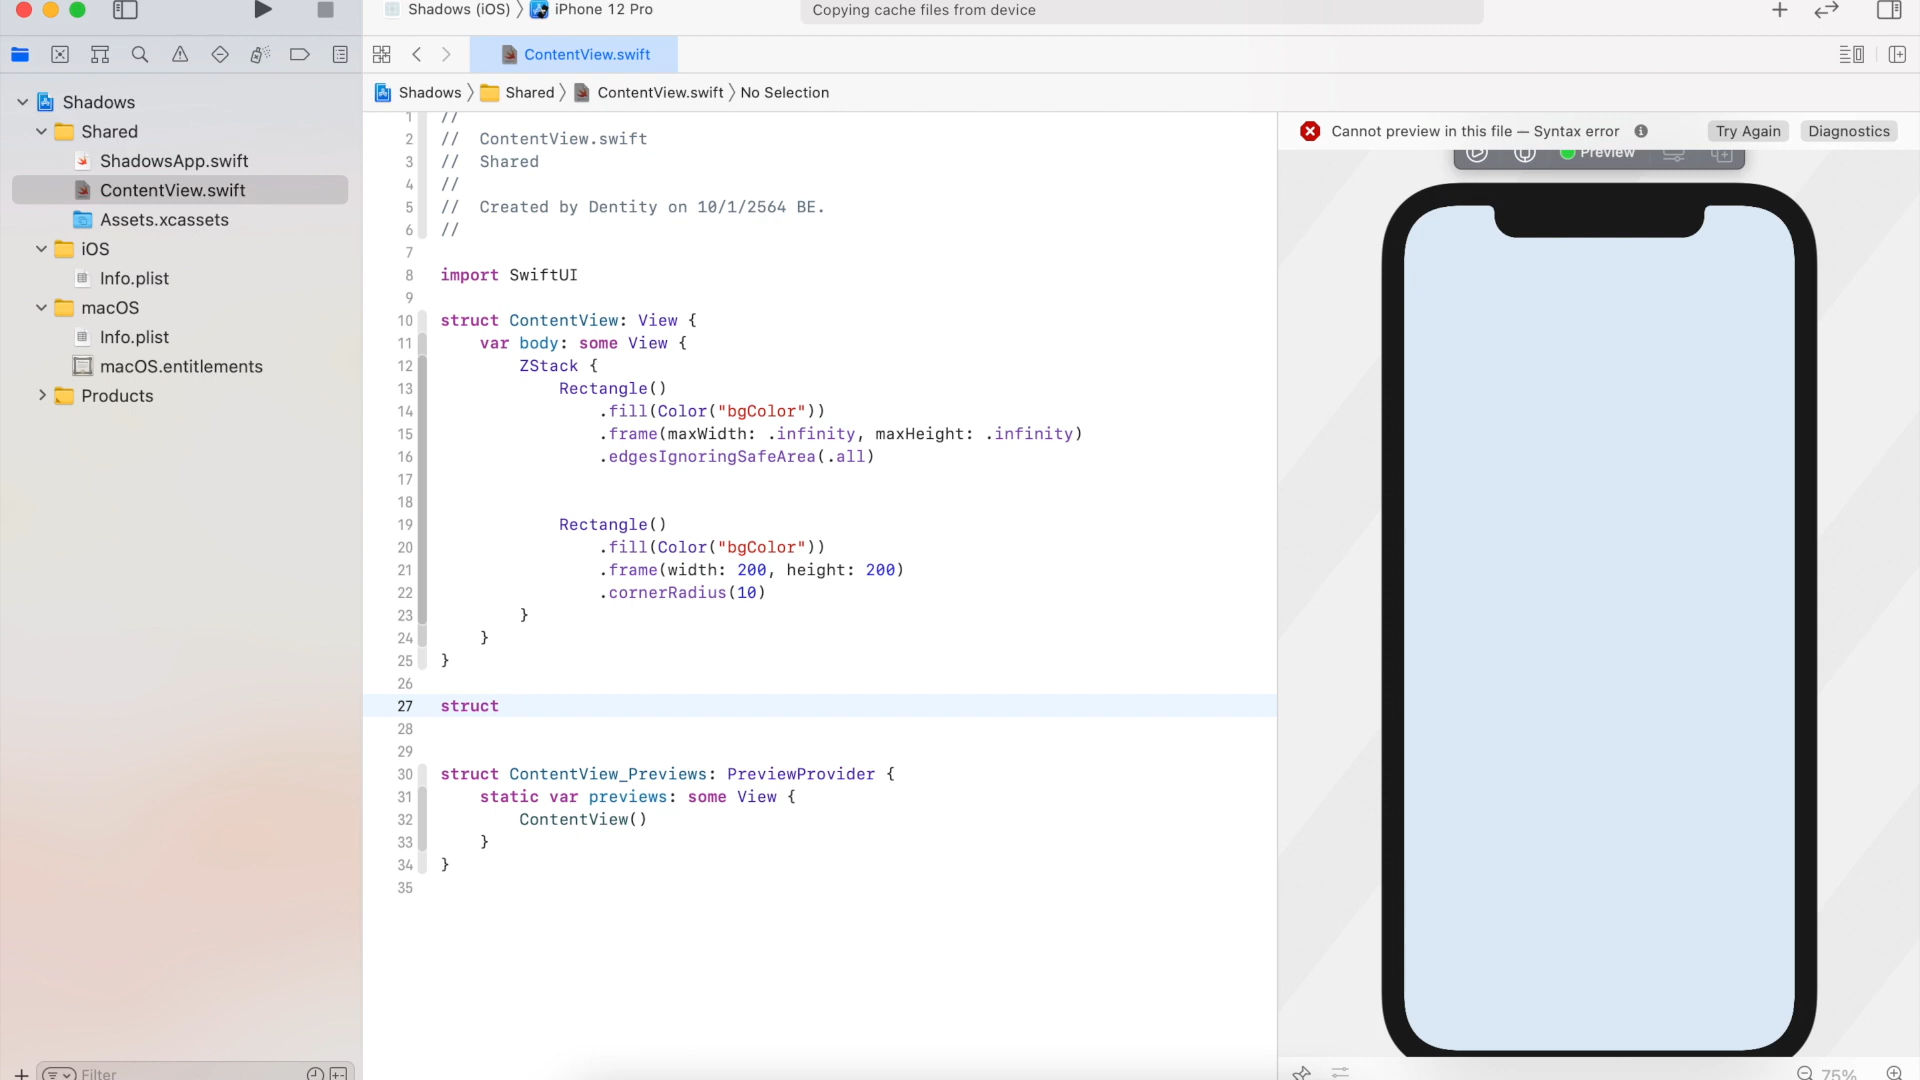 Shadows (iOS) 〉 iPhone 12 Pro
Copying cache files from device
ContentView.swift
Shadows 〉 Shared 〉 ContentView.swift 〉 No Selection
Shadows
Shared
ShadowsApp.swift
ContentView.swift
Assets.xcassets
iOS
Info.plist
macOS
Info.plist
macOS.entitlements
Products
Filter
1 //
2 //  ContentView.swift
3 //  Shared
4 //
5 //  Created by Dentity on 10/1/2564 BE.
6 //
7
8 import SwiftUI
9
10 struct ContentView: View {
11     var body: some View {
12         ZStack {
13             Rectangle()
14                 .fill(Color("bgColor"))
15                 .frame(maxWidth: .infinity, maxHeight: .infinity)
16                 .edgesIgnoringSafeArea(.all)
17
18
19             Rectangle()
20                 .fill(Color("bgColor"))
21                 .frame(width: 200, height: 200)
22                 .cornerRadius(10)
23         }
24     }
25 }
26
27 struct
28
29
30 struct ContentView_Previews: PreviewProvider {
31     static var previews: some View {
32         ContentView()
33     }
34 }
35
Cannot preview in this file — Syntax error
Try Again
Diagnostics
Preview
75%